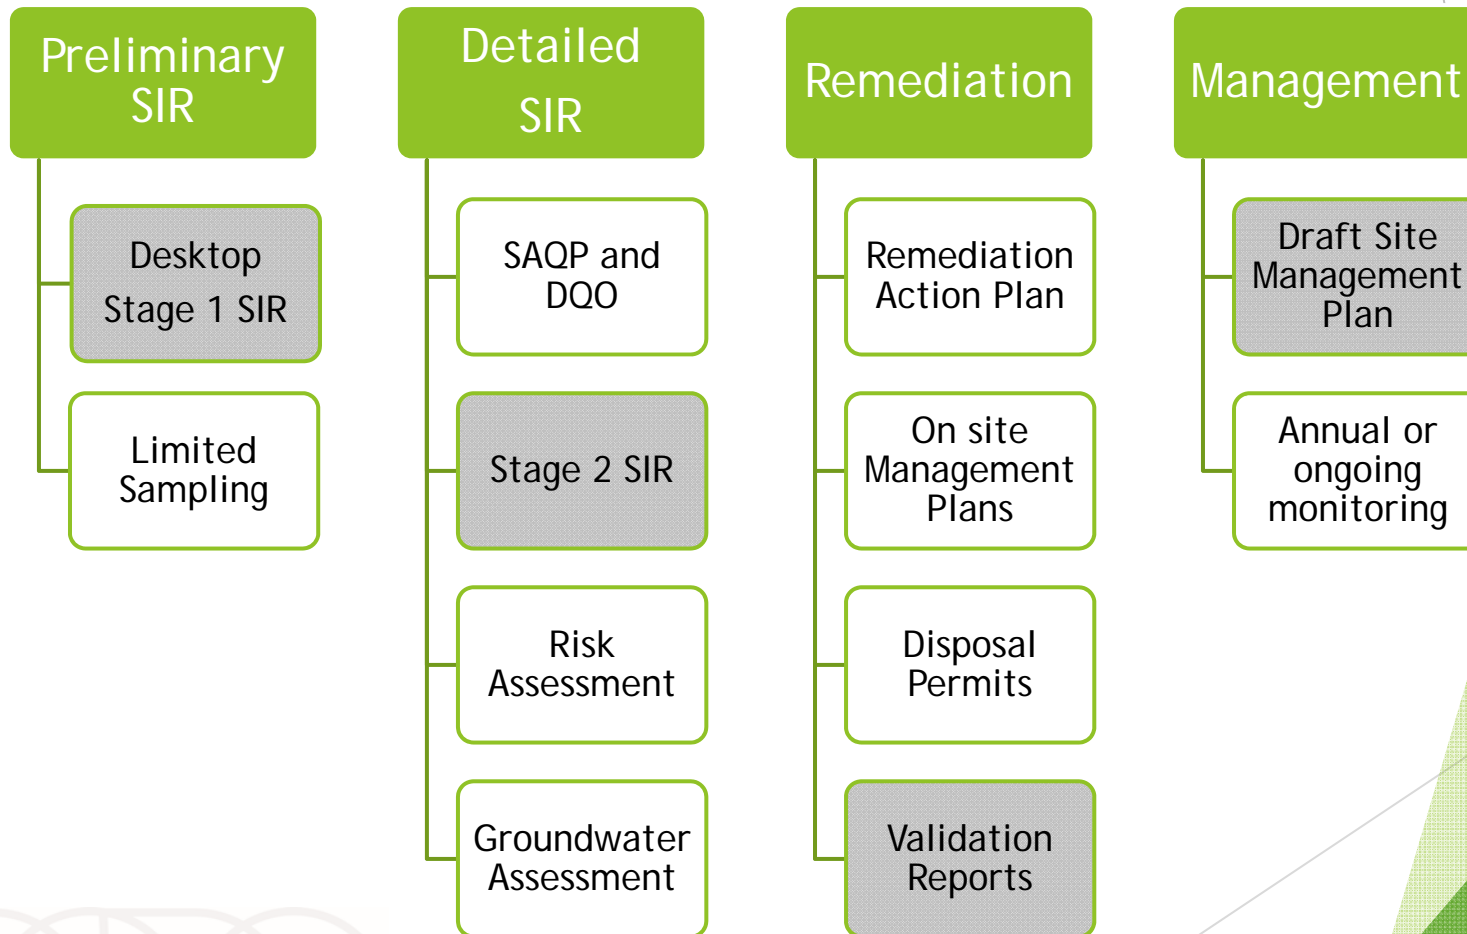 Preliminary
SIR
Desktop
Stage 1 SIR
Limited
Sampling
Detailed
SIR
SAQP and
DQO
Stage 2 SIR
Risk
Assessment
Groundwater
Assessment
Remediation
Remediation
Action Plan
On site
Management
Plans
Disposal
Permits
Validation
Reports
Management
Draft Site
Management
Plan
Annual or
ongoing
monitoring